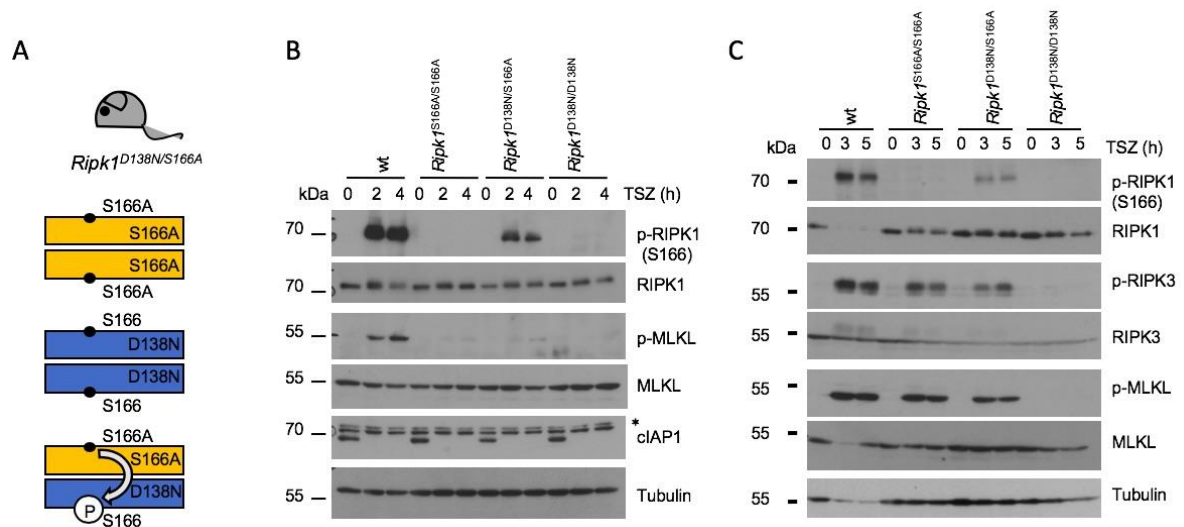 A
Ripk1D138N/S166A
S166A
S166A
S166A
S166A
S166
D138N
D138N
S166
S166A
S166A
D138N
P
S166
B
wt
Ripk1S166A/S166A
Ripk1D138N/S166A
Ripk1D138N/D138N
kDa
0 2 4 0 2 4 0 2 4 0 2 4 TSZ (h)
70
p-RIPK1
(S166)
70
RIPK1
55
p-MLKL
55
MLKL
70
*
cIAP1
55
Tubulin
C
wt
Ripk1S166A/S166A
Ripk1D138N/S166A
Ripk1D138N/D138N
kDa
0 3 5 0 3 5 0 3 5 0 3 5 TSZ (h)
70
p-RIPK1
(S166)
70
RIPK1
55
p-RIPK3
55
RIPK3
55
p-MLKL
55
MLKL
55
Tubulin